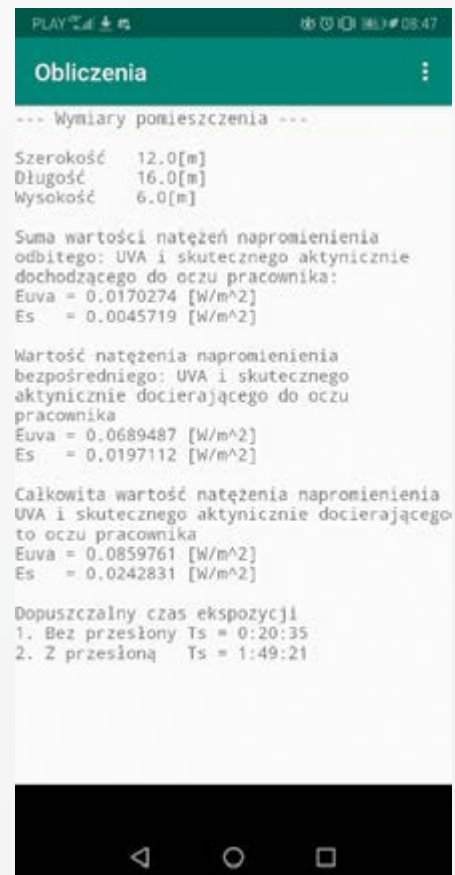 PLAY 08:47
Obliczenia
--- Wymiary pomieszczenia ---
Szerokość 12.0[m]
Długość 16.0[m]
Wysokość 6.0[m]
Suma wartości natężeń napromienienia
odbitego: UVA i skutecznego aktynicznie
dochodzącego do oczu pracownika:
Euva = 0.0170274 [W/m^2]
Es = 0.0045719 [W/m^2]
Wartość natężenia napromienienia
bezpośredniego: UVA i skutecznego
aktynicznie docierającego do oczu
pracownika
Euva = 0.0689487 [W/m^2]
Es = 0.0197112 [W/m^2]
Całkowita wartość natężenia napromienienia
UVA i skutecznego aktynicznie docierającego
to oczu pracownika
Euva = 0.0859761 [W/m^2]
Es = 0.0242831 [W/m^2]
Dopuszczalny czas ekspozycji
1. Bez przesłony Ts = 0:20:35
2. Z przesłoną Ts = 1:49:21